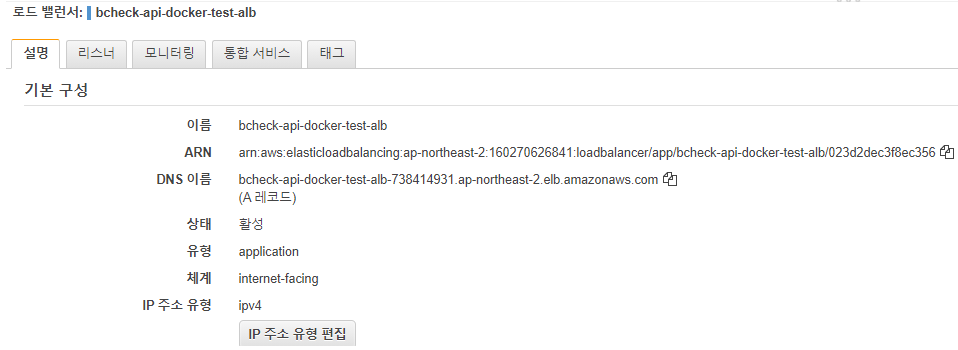 로드 밸런서: bcheck-api-docker-test-alb
설명 리스너 모니터링 통합 서비스 태그
기본 구성
이름 bcheck-api-docker-test-alb
ARN arn:aws:elasticloadbalancing:ap-northeast-2:160270626841:loadbalancer/app/bcheck-api-docker-test-alb/023d2dec3f8ec356
DNS 이름 bcheck-api-docker-test-alb-738414931.ap-northeast-2.elb.amazonaws.com
(A 레코드)
상태 활성
유형 application
체계 internet-facing
IP 주소 유형 ipv4
IP 주소 유형 편집